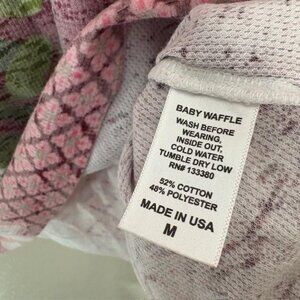 BABY WAFFLE
WASH BEFORE
WEARING,
INSIDE OUT,
COLD WATER
TUMBLE DRY LOW
RN# 133380
52% COTTON
48% POLYESTER
MADE IN USA
M